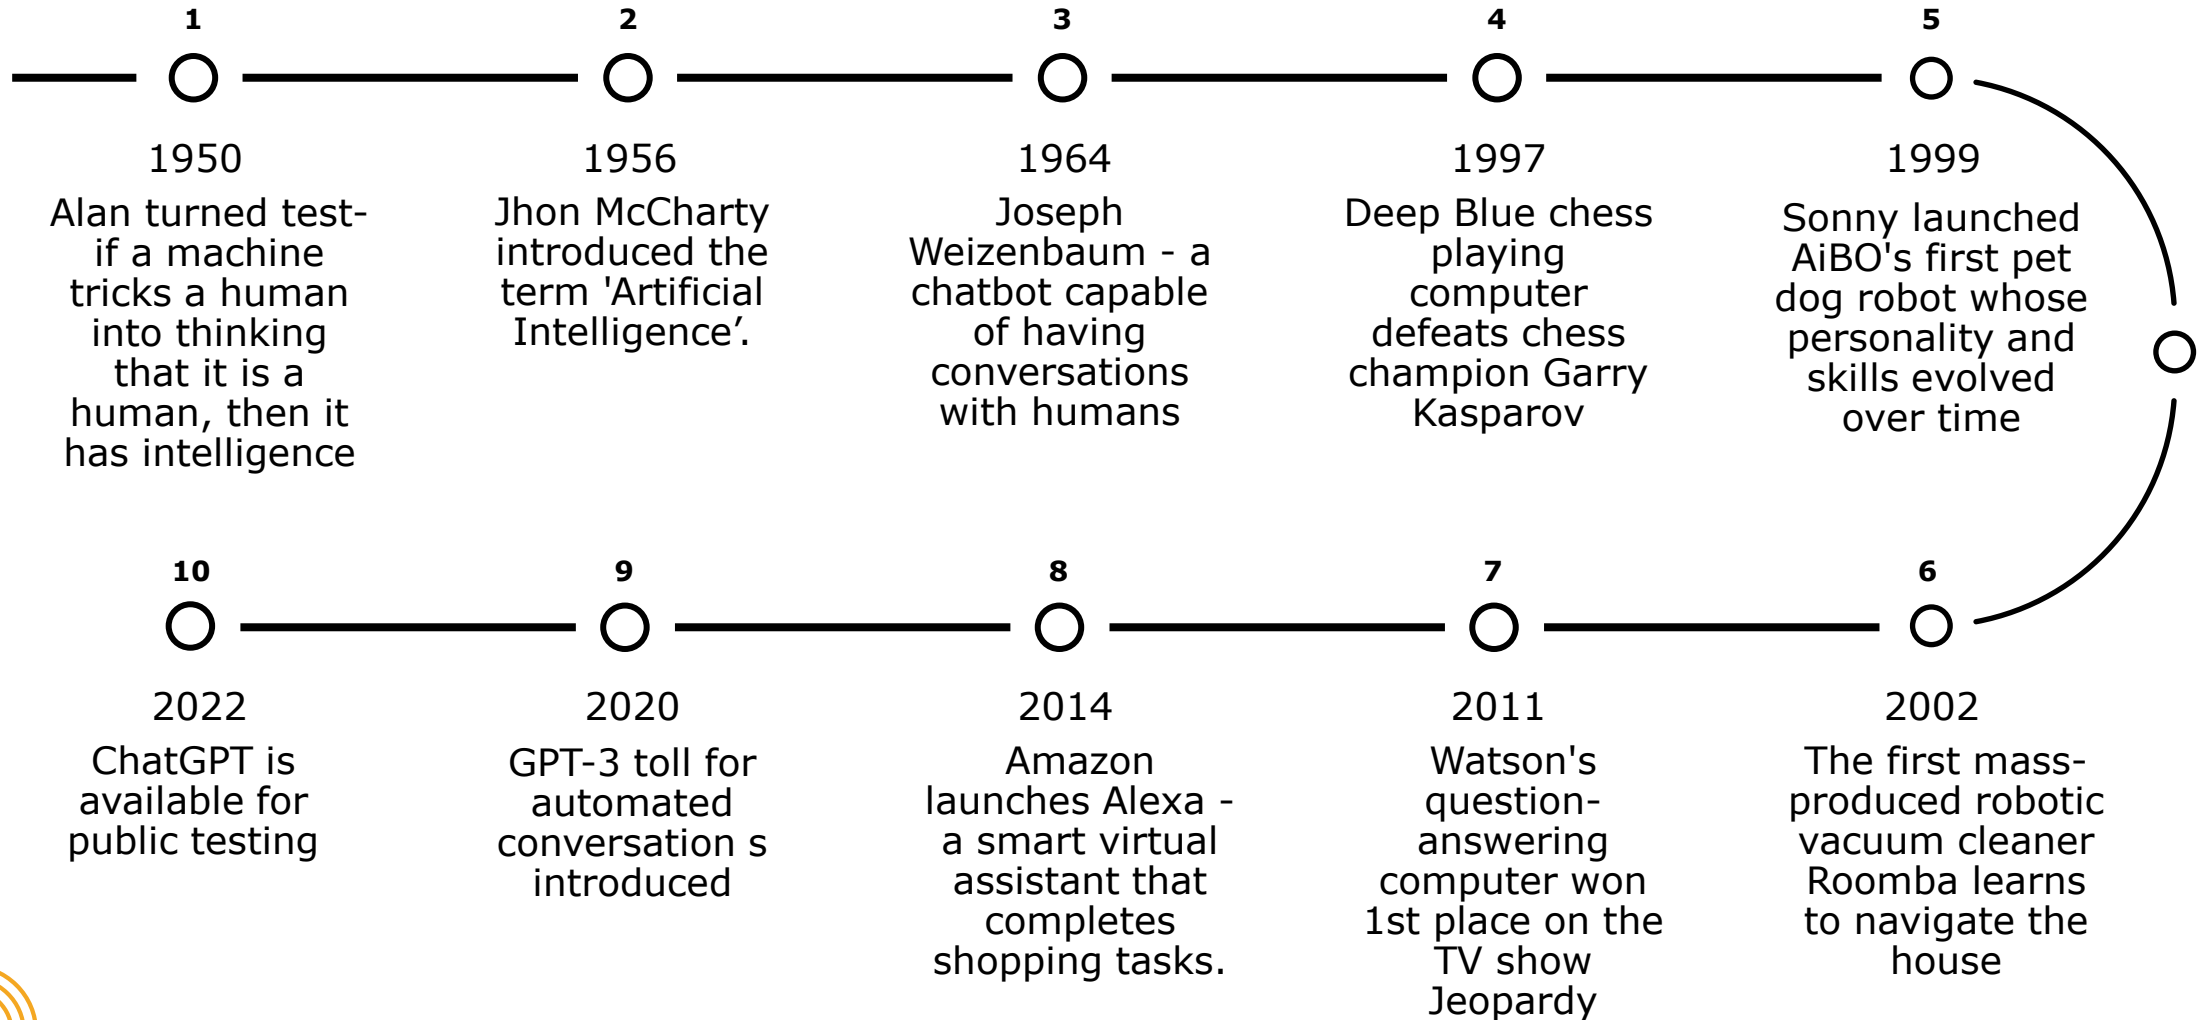 1
1950
Alan turned test-
if a machine
tricks a human
into thinking
that it is a
human, then it
has intelligence
2
1956
Jhon McCharty
introduced the
term 'Artificial
Intelligence’.
3
1964
Joseph
Weizenbaum - a
chatbot capable
of having
conversations
with humans
4
1997
Deep Blue chess
playing
computer
defeats chess
champion Garry
Kasparov
5
1999
Sonny launched
AiBO's first pet
dog robot whose
personality and
skills evolved
over time
6
2002
The first mass-
produced robotic
vacuum cleaner
Roomba learns
to navigate the
house
7
2011
Watson's
question-
answering
computer won
1st place on the
TV show
Jeopardy
8
2014
Amazon
launches Alexa -
a smart virtual
assistant that
completes
shopping tasks.
9
2020
GPT-3 toll for
automated
conversation s
introduced
10
2022
ChatGPT is
available for
public testing